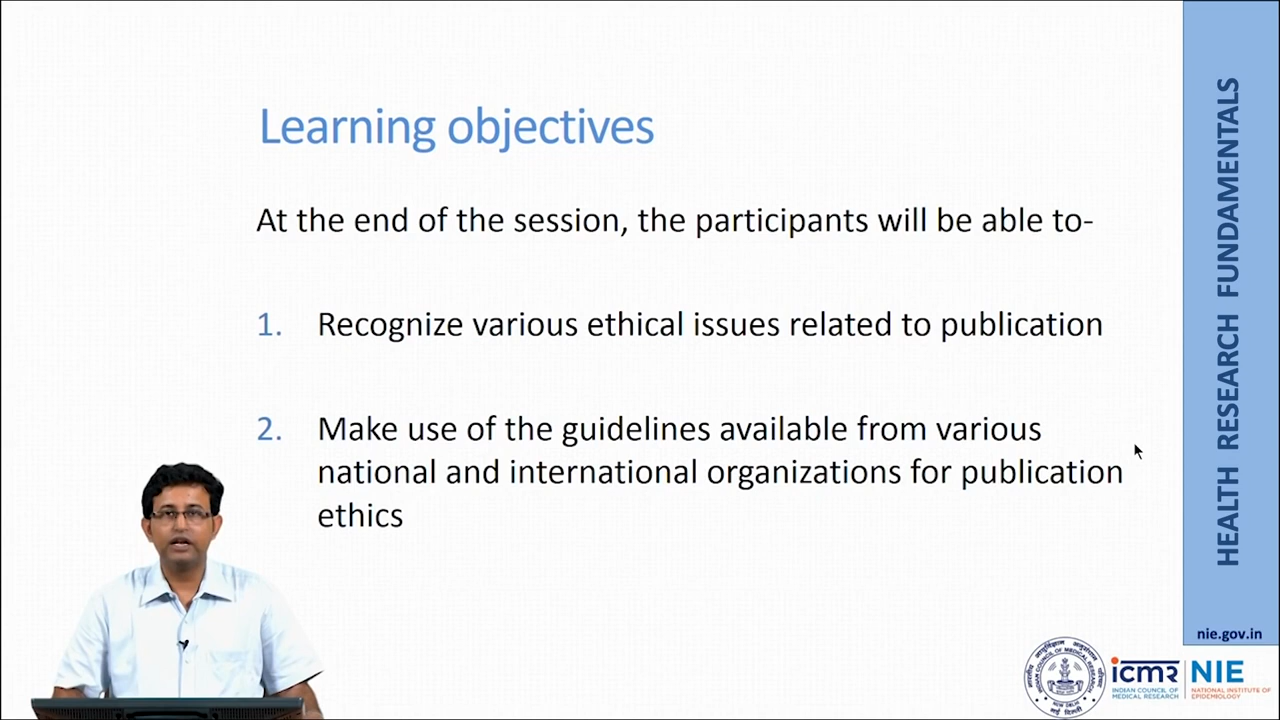 Learning objectives
At the end of the session, the participants will be able to-
1. Recognize various ethical issues related to publication
2. Make use of the guidelines available from various
national and international organizations for publication
ethics
HEALTH RESEARCH FUNDAMENTALS
nie.gov.in
icmr
INDIAN COUNCIL OF
MEDICAL RESEARCH
NIE
NATIONAL INSTITUTE OF
EPIDEMIOLOGY